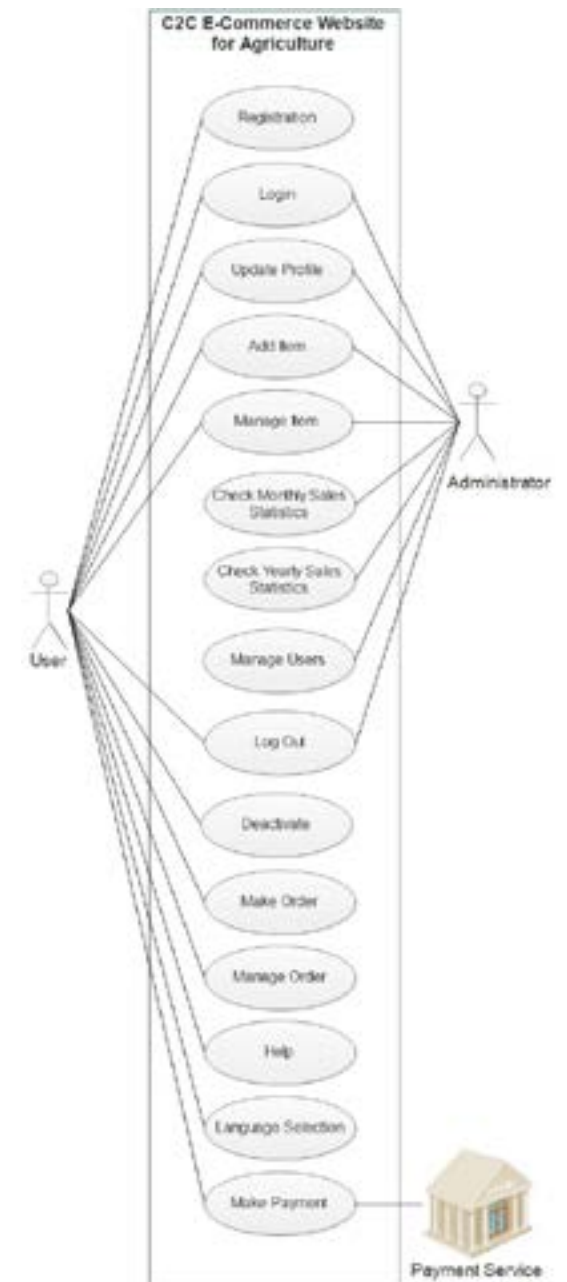 C2C E-Commerce Website
for Agriculture
Registration
Login
Update Profile
Add Item
Manage Item
Check Monthly Sales
Statistics
Check Yearly Sales
Statistics
Manage Users
Log Out
Deactivate
Make Order
Manage Order
Help
Language Selection
Make Payment
User
Administrator
Payment Service